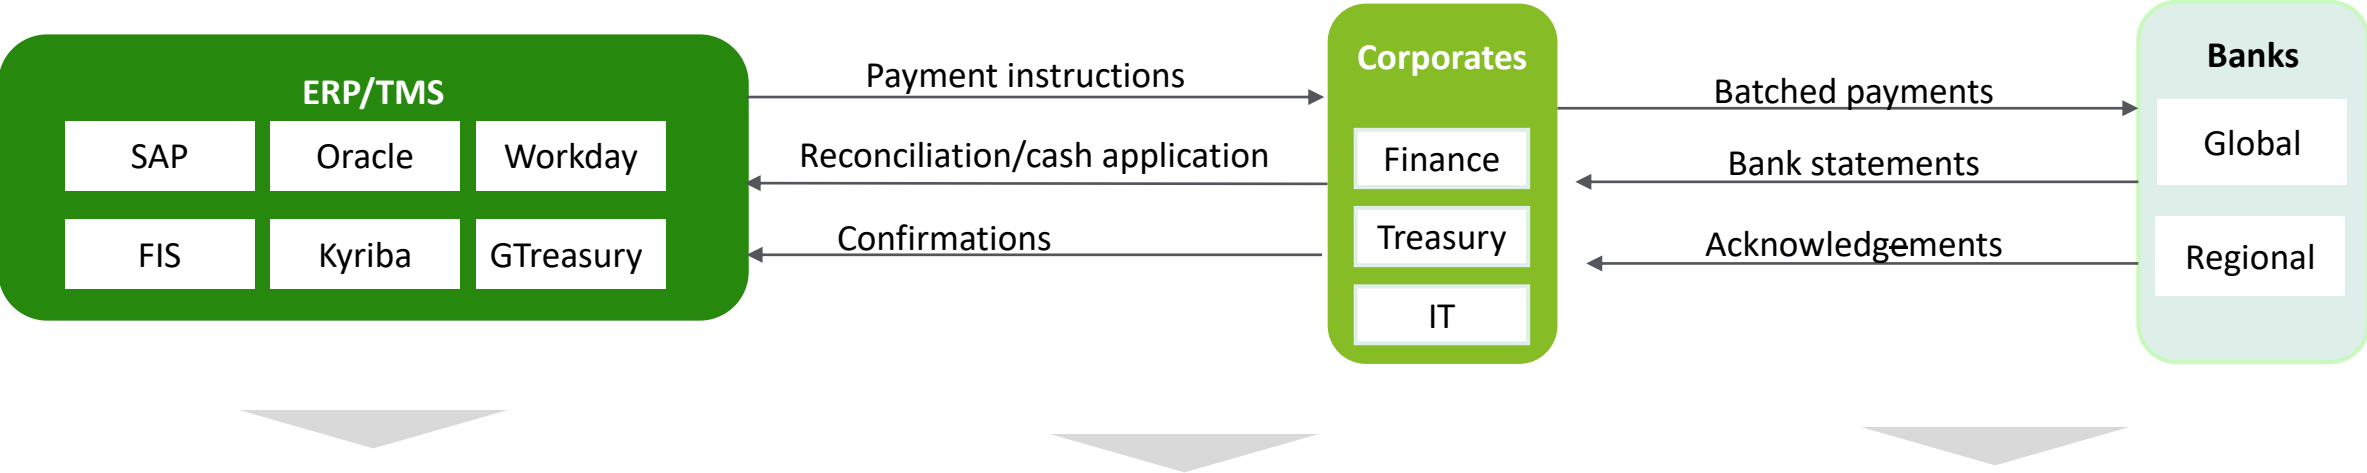 ERP/TMS
SAP
Oracle
Workday
FIS
Kyriba
GTreasury
Payment instructions
Reconciliation/cash application
Confirmations
Corporates
Finance
Treasury
IT
Batched payments
Bank statements
Acknowledgements
Banks
Global
Regional